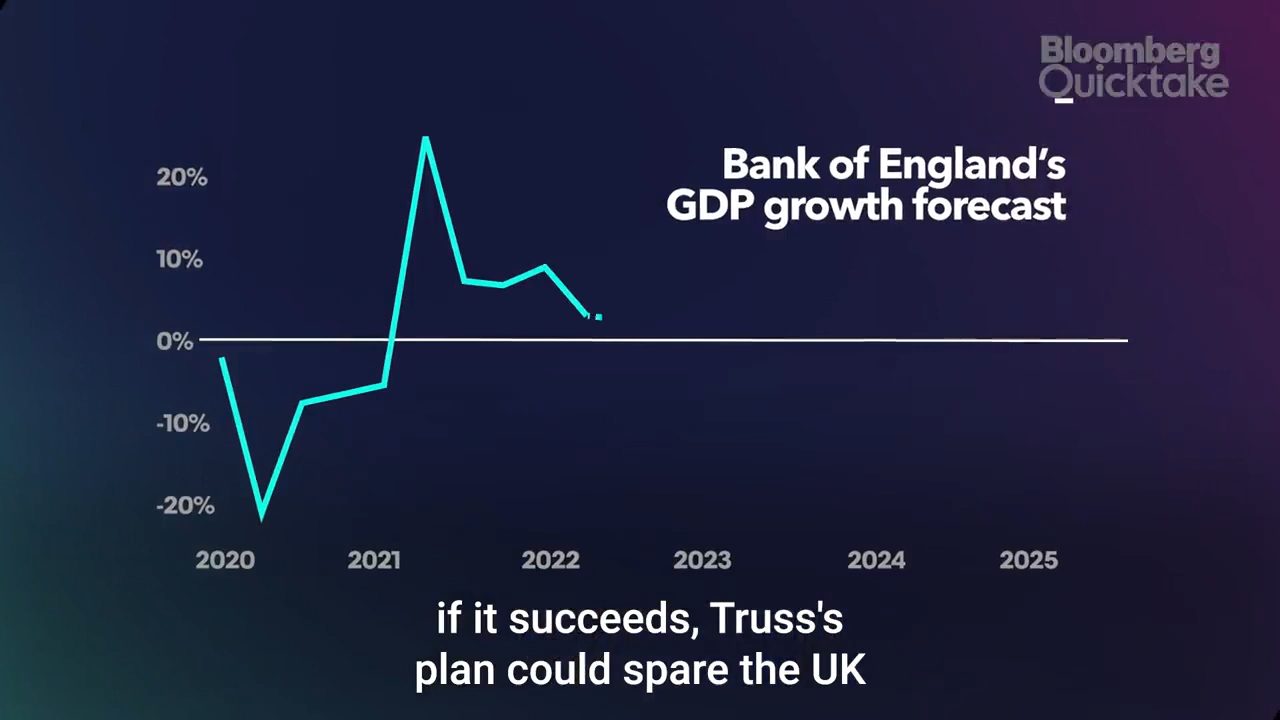 Bloomberg
Quicktake
Bank of England's
GDP growth forecast
20%
10%
0%
-10%
-20%
2020 2021 2022 2023 2024 2025
if it succeeds, Truss's
plan could spare the UK